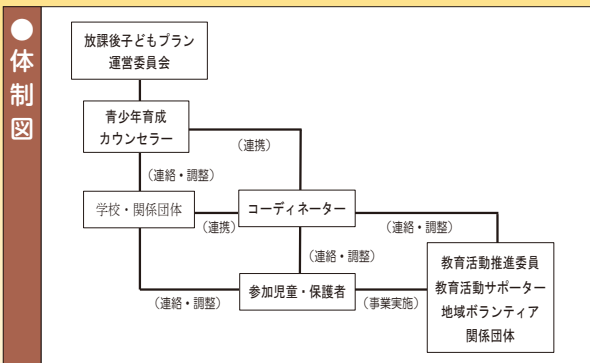 ●体制図
放課後子どもプラン
運営委員会
青少年育成
カウンセラー
(連携)
(連絡・調整)
学校・関係団体
(連携)
コーディネーター
(連絡・調整)
(連絡・調整)
教育活動推進委員
教育活動サポーター
地域ボランティア
関係団体
(連絡・調整)
参加児童・保護者
(事業実施)